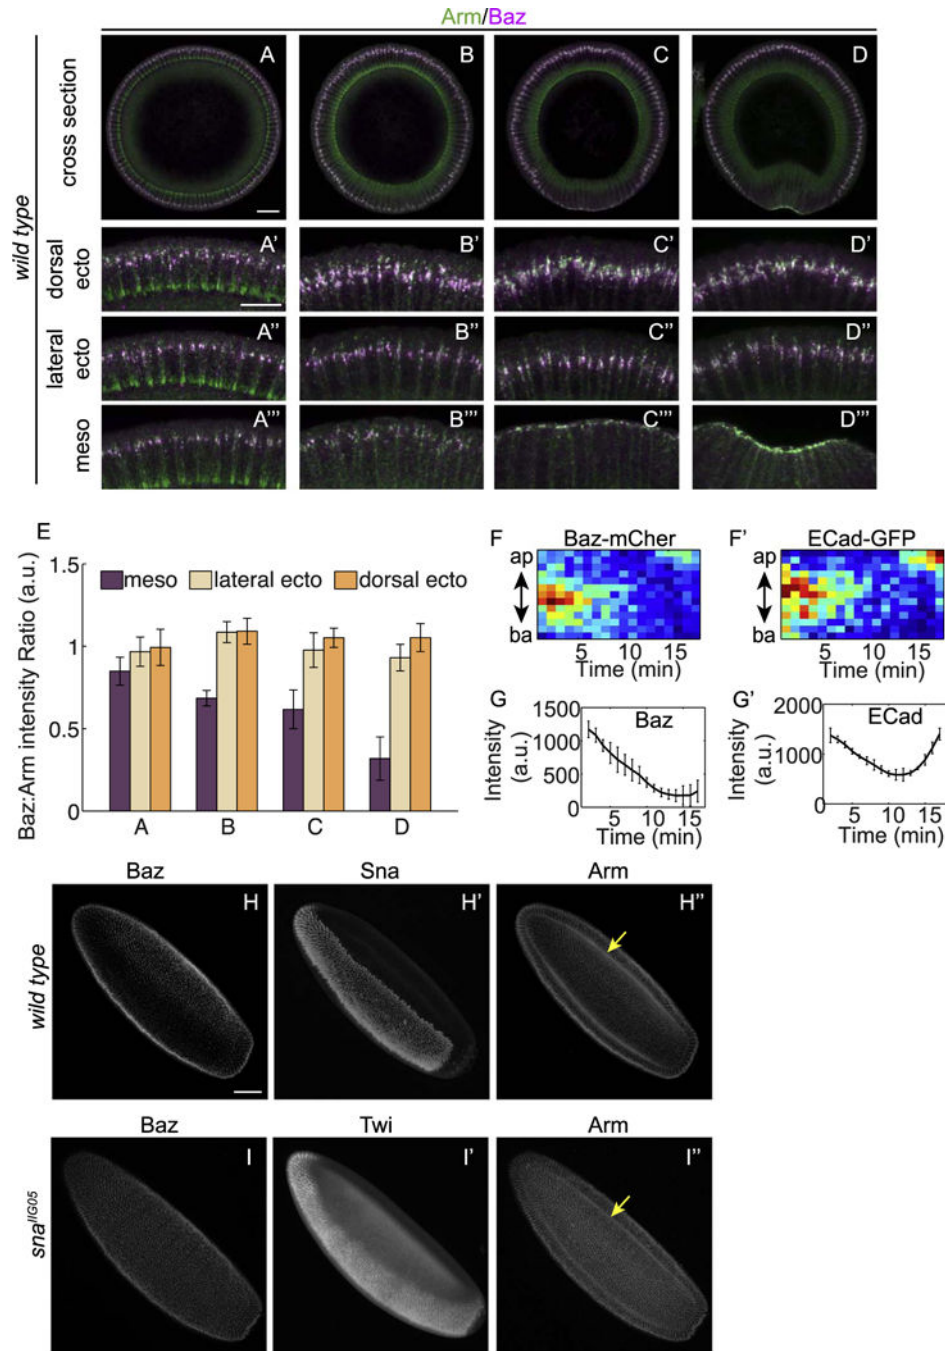 Arm/Baz
wild type
cross section
A
B
C
D
dorsal ecto
A'
B'
C'
D'
lateral ecto
A''
B''
C''
D''
meso
A'''
B'''
C'''
D'''
E
Baz:Arm intensity Ratio (a.u.)
1.5
1
0.5
0
meso
lateral ecto
dorsal ecto
A
B
C
D
F
Baz-mCher
ap
ba
5
10
15
Time (min)
F'
ECad-GFP
ap
ba
5
10
15
Time (min)
G
Baz
Intensity (a.u.)
1500
1000
500
0
5
10
15
Time (min)
G'
ECad
Intensity (a.u.)
2000
1000
0
5
10
15
Time (min)
Baz
Sna
Arm
wild type
H
H'
H''
Baz
Twi
Arm
snaIIG05
I
I'
I''